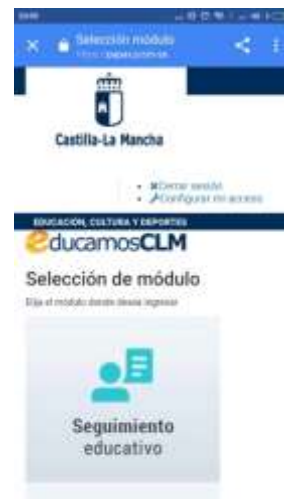 Selección módulo
Castilla-La Mancha
Cerrar sesión
Configurar mi acceso
EDUCACIÓN, CULTURA Y DEPORTES
educamosCLM
Selección de módulo
Elija el módulo donde desea ingresar
Seguimiento
educativo